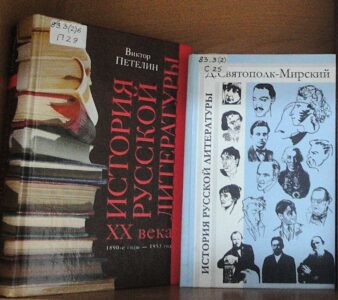 83.3(2)6
П29
Виктор
ПЕТЕЛИН
ИСТОРИЯ
РУССКОЙ
ЛИТЕРАТУРЫ
XX века
1890-е годы — 1953 год
83.3(2)
С25
Д. Святополк-Мирский
ИСТОРИЯ РУССКОЙ ЛИТЕРАТУРЫ